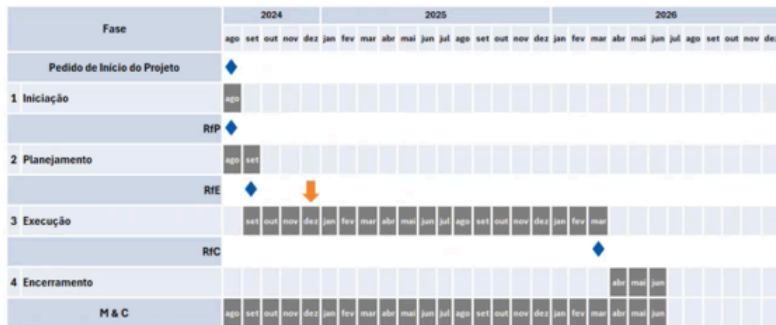 2024 2025 2026
Fase
ago set out nov dez jan fev mar abr mai jun jul ago set out nov dez jan fev mar abr mai jun jul ago set out nov dez
Pedido de Início do Projeto
1 Iniciação ago
RfP
2 Planejamento ago set
RfE
3 Execução set out nov dez jan fev mar abr mai jun jul ago set out nov dez jan fev mar
RfC
4 Encerramento abr mai jun
M & C ago set out nov dez jan fev mar abr mai jun jul ago set out nov dez jan fev mar abr mai jun